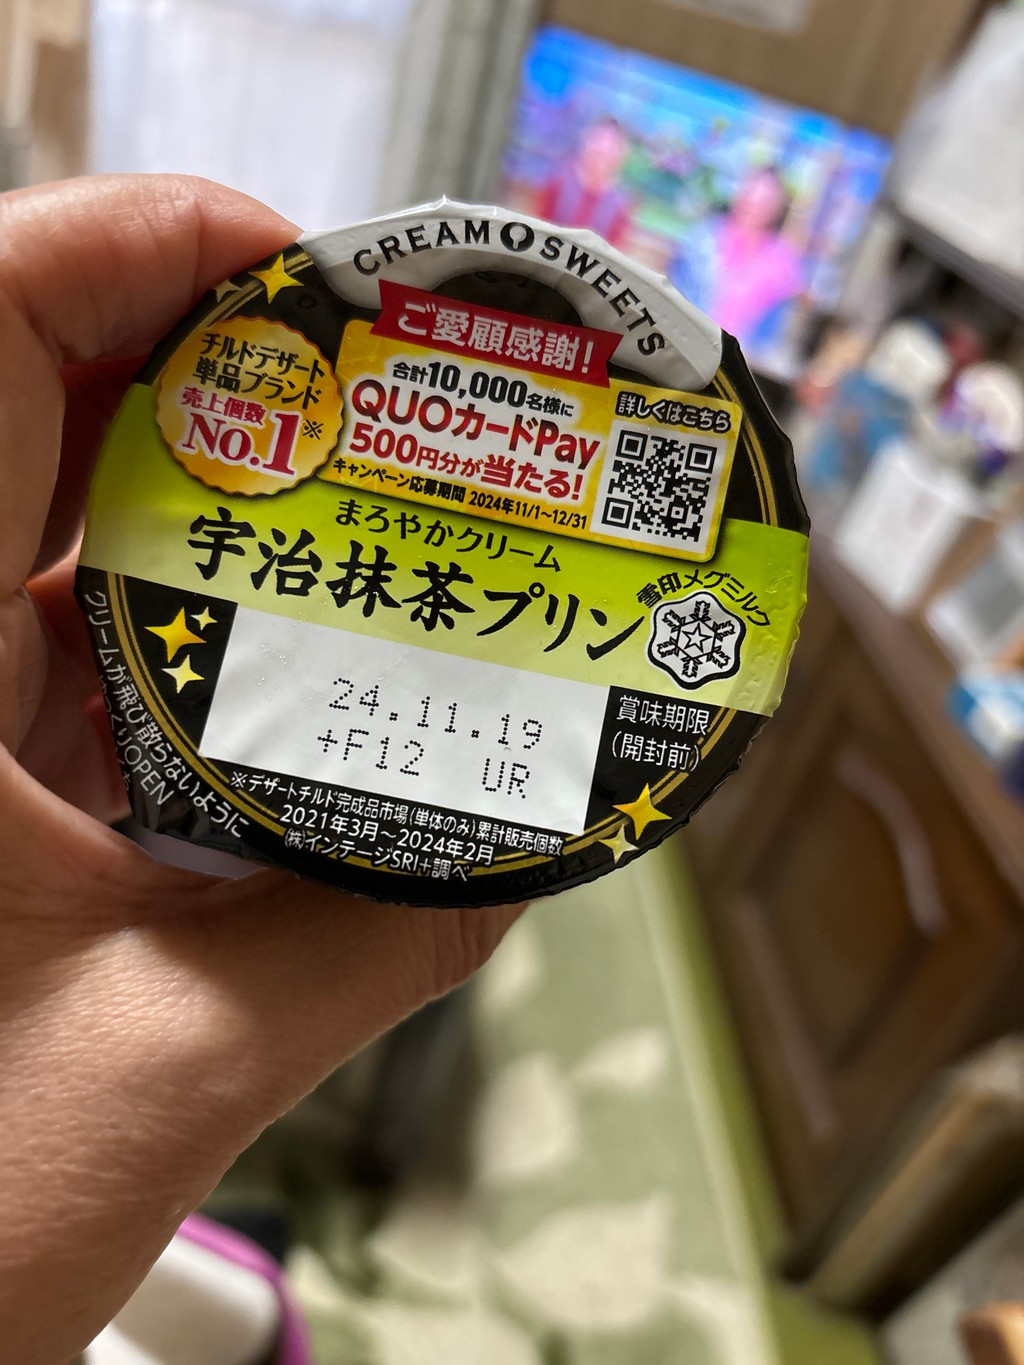 CREAM SWEETS
ご愛顧感謝!
チルドデザート
単品ブランド
売上個数
No.1※
合計10,000名様に
QUOカードPay
500円分が当たる!
キャンペーン応募期間 2024年11/1～12/31
詳しくはこちら
まろやかクリーム
宇治抹茶プリン
雪印メグミルク
24.11.19
+F12 UR
賞味期限
(開封前)
※デザートチルド完成品市場(単体のみ)累計販売個数
2021年3月～2024年2月
㈱インテージSRI+調べ
クリームが飛び散らないように
OPEN